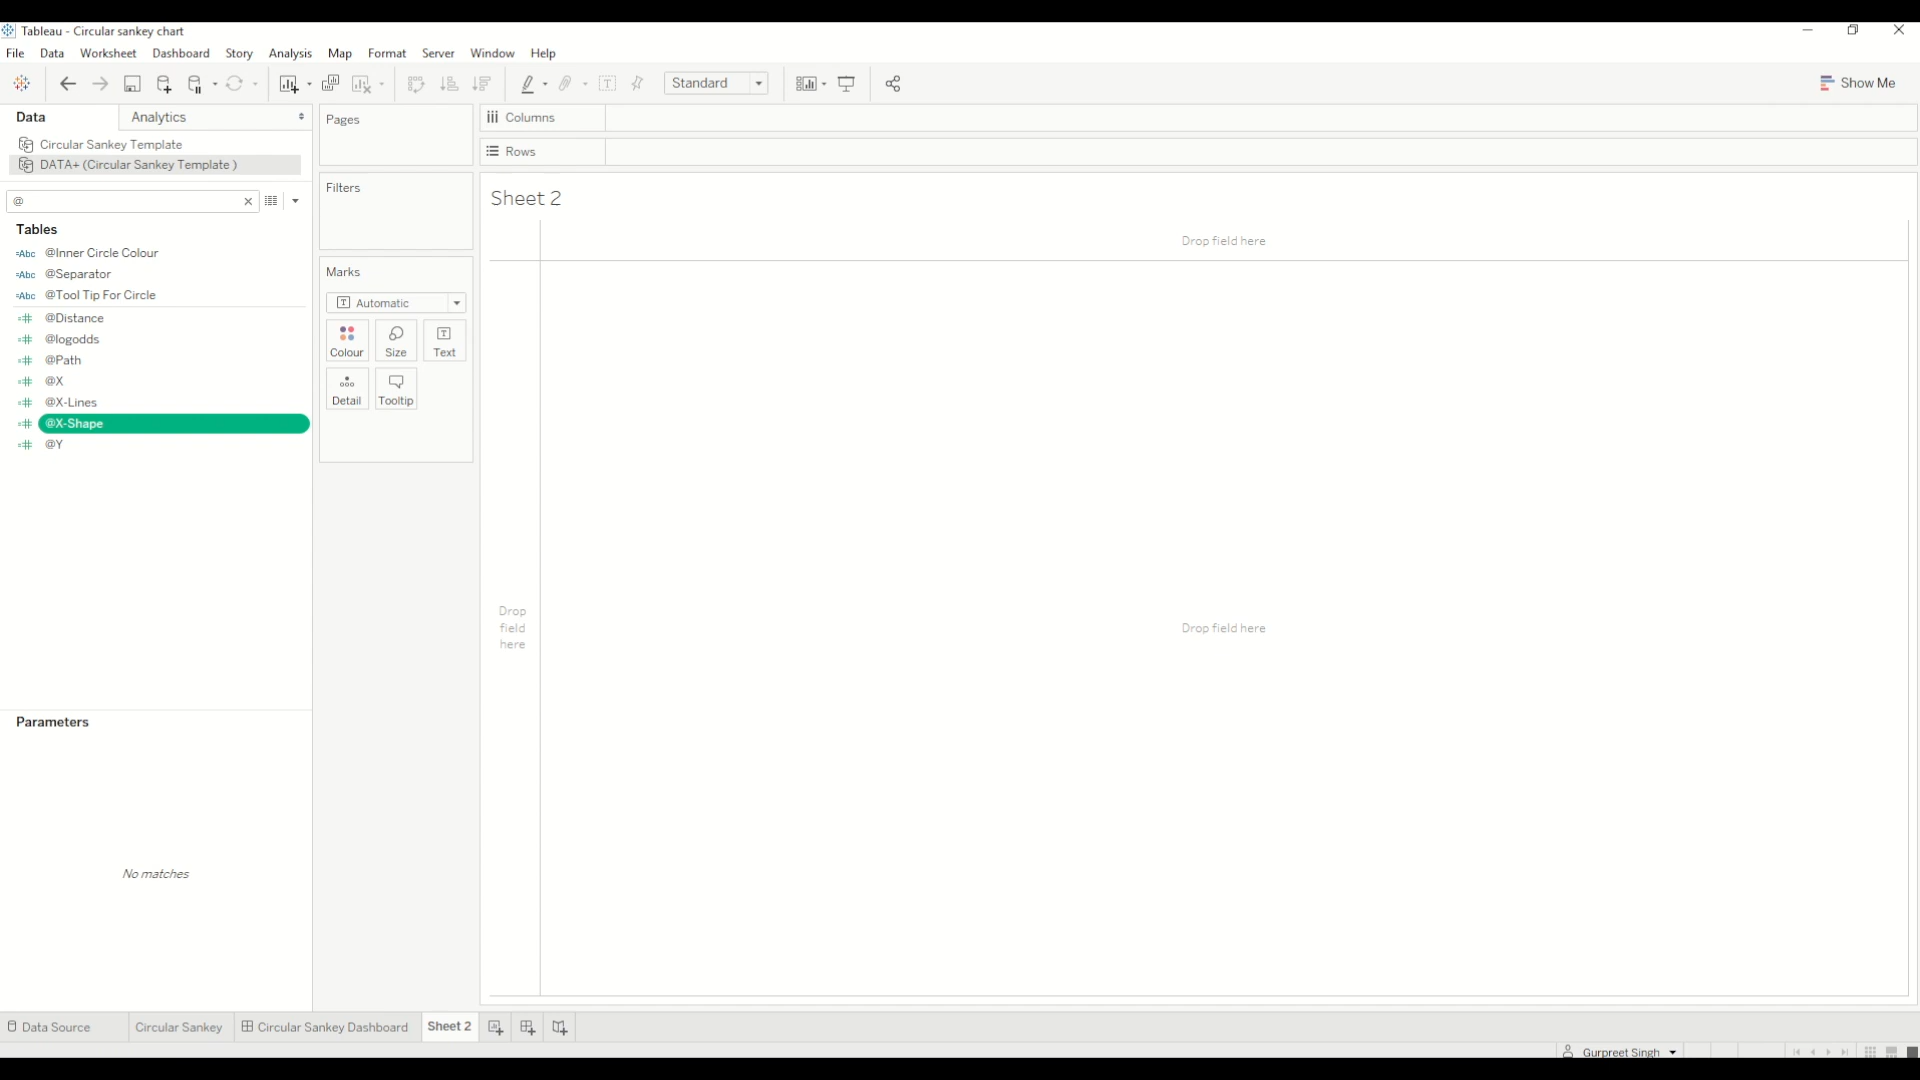 Tableau - Circular sankey chart
File Data Worksheet Dashboard Story Analysis Map Format Server Window Help
Standard
Show Me
Data Analytics
Circular Sankey Template
DATA+ (Circular Sankey Template )
@
Tables
Abc @Inner Circle Colour
Abc @Separator
Abc @Tool Tip For Circle
@Distance
@logodds
@Path
@X
@X-Lines
@X-Shape
@Y
Parameters
No matches
Pages
Filters
Marks
Automatic
Colour Size Text
Detail Tooltip
Columns
Rows
Sheet 2
Drop field here
Drop
field
here
Drop field here
Data Source Circular Sankey Circular Sankey Dashboard Sheet 2
Gurpreet Singh